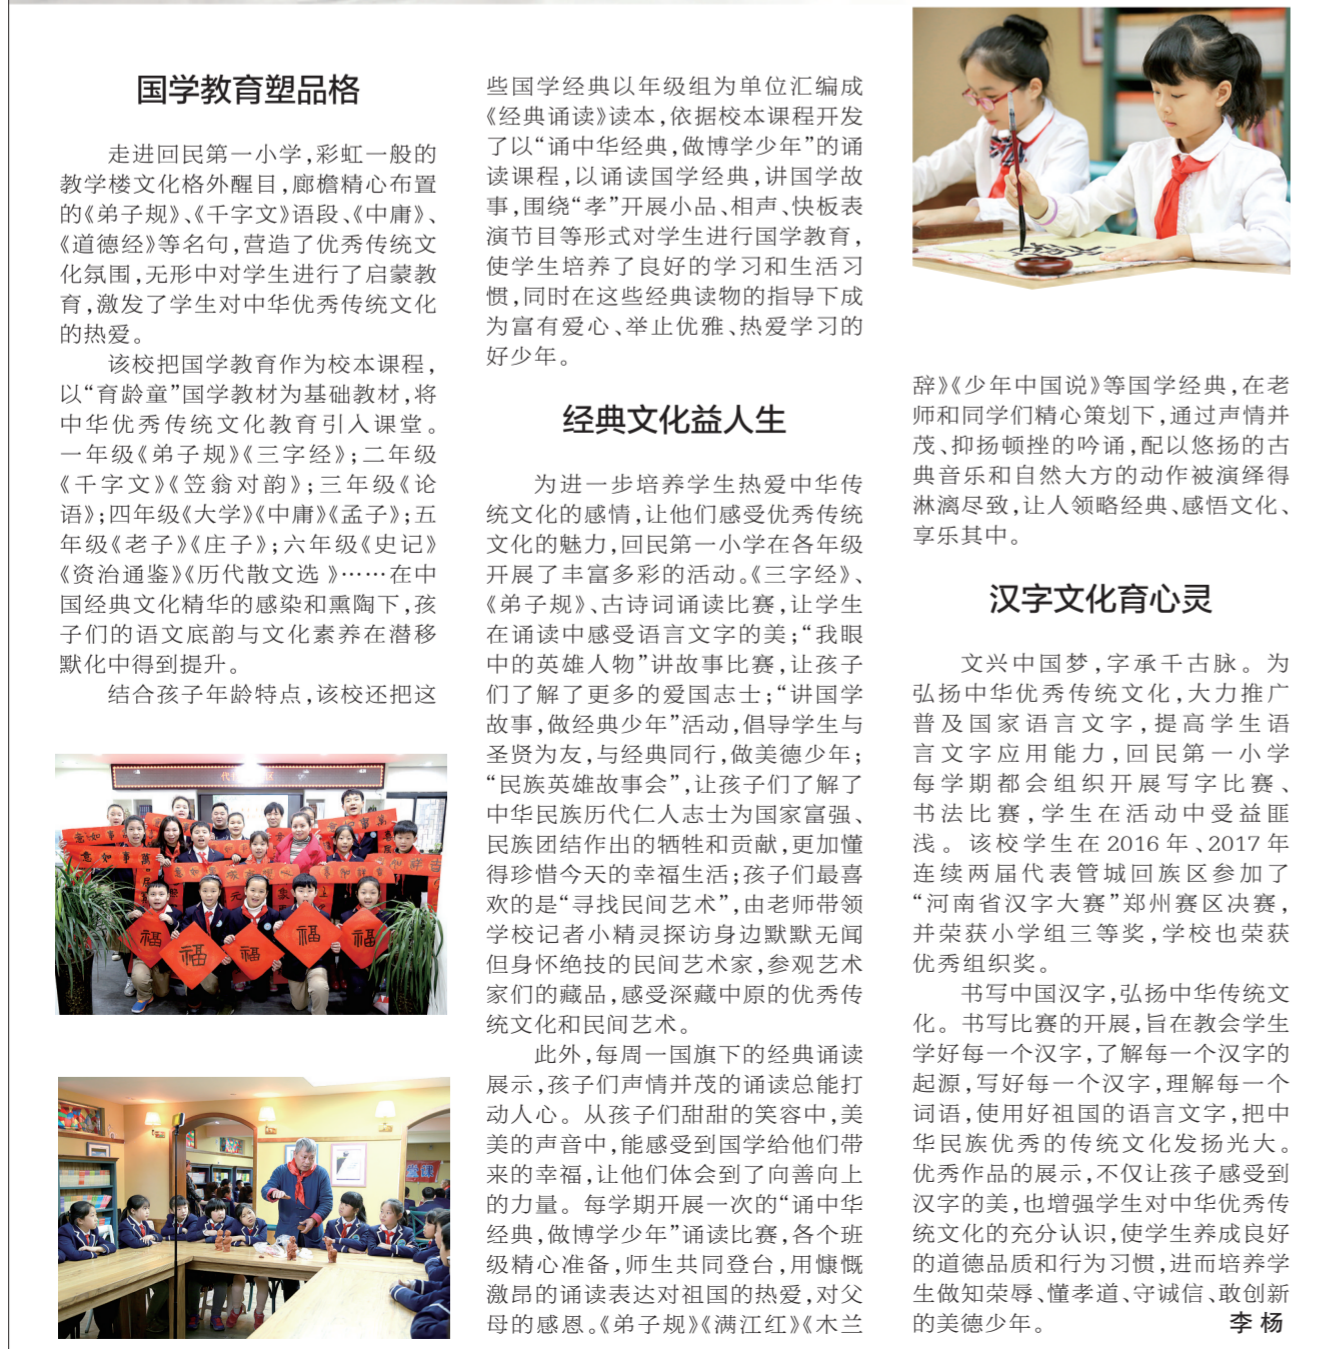 国学教育塑品格
走进回民第一小学，彩虹一般的
教学楼文化格外醒目，廊檐精心布置
的《弟子规》、《千字文》语段、《中庸》、
《道德经》等名句，营造了优秀传统文
化氛围，无形中对学生进行了启蒙教
育，激发了学生对中华优秀传统文化
的热爱。
该校把国学教育作为校本课程，
以“育龄童”国学教材为基础教材，将
中华优秀传统文化教育引入课堂。
一年级《弟子规》《三字经》；二年级
《千字文》《笠翁对韵》；三年级《论
语》；四年级《大学》《中庸》《孟子》；五
年级《老子》《庄子》；六年级《史记》
《资治通鉴》《历代散文选 》……在中
国经典文化精华的感染和熏陶下，孩
子们的语文底韵与文化素养在潜移
默化中得到提升。
结合孩子年龄特点，该校还把这
意如事
萬事
意如事萬
福
福
福
福
福
些国学经典以年级组为单位汇编成
《经典诵读》读本，依据校本课程开发
了以“诵中华经典，做博学少年”的诵
读课程，以诵读国学经典，讲国学故
事，围绕“孝”开展小品、相声、快板表
演节目等形式对学生进行国学教育，
使学生培养了良好的学习和生活习
惯，同时在这些经典读物的指导下成
为富有爱心、举止优雅、热爱学习的
好少年。
经典文化益人生
为进一步培养学生热爱中华传
统文化的感情，让他们感受优秀传统
文化的魅力，回民第一小学在各年级
开展了丰富多彩的活动。《三字经》、
《弟子规》、古诗词诵读比赛，让学生
在诵读中感受语言文字的美；“我眼
中的英雄人物”讲故事比赛，让孩子
们了解了更多的爱国志士；“讲国学
故事，做经典少年”活动，倡导学生与
圣贤为友，与经典同行，做美德少年；
“民族英雄故事会”，让孩子们了解了
中华民族历代仁人志士为国家富强、
民族团结作出的牺牲和贡献，更加懂
得珍惜今天的幸福生活；孩子们最喜
欢的是“寻找民间艺术”，由老师带领
学校记者小精灵探访身边默默无闻
但身怀绝技的民间艺术家，参观艺术
家们的藏品，感受深藏中原的优秀传
统文化和民间艺术。
此外，每周一国旗下的经典诵读
展示，孩子们声情并茂的诵读总能打
动人心。从孩子们甜甜的笑容中，美
美的声音中，能感受到国学给他们带
来的幸福，让他们体会到了向善向上
的力量。每学期开展一次的“诵中华
经典，做博学少年”诵读比赛，各个班
级精心准备，师生共同登台，用慷慨
激昂的诵读表达对祖国的热爱，对父
母的感恩。《弟子规》《满江红》《木兰
辞》《少年中国说》等国学经典，在老
师和同学们精心策划下，通过声情并
茂、抑扬顿挫的吟诵，配以悠扬的古
典音乐和自然大方的动作被演绎得
淋漓尽致，让人领略经典、感悟文化、
享乐其中。
汉字文化育心灵
文兴中国梦，字承千古脉。为
弘扬中华优秀传统文化，大力推广
普及国家语言文字，提高学生语
言文字应用能力，回民第一小学
每学期都会组织开展写字比赛、
书法比赛，学生在活动中受益匪
浅。该校学生在 2016 年、2017 年
连续两届代表管城回族区参加了
“河南省汉字大赛”郑州赛区决赛，
并荣获小学组三等奖，学校也荣获
优秀组织奖。
书写中国汉字，弘扬中华传统文
化。书写比赛的开展，旨在教会学生
学好每一个汉字，了解每一个汉字的
起源，写好每一个汉字，理解每一个
词语，使用好祖国的语言文字，把中
华民族优秀的传统文化发扬光大。
优秀作品的展示，不仅让孩子感受到
汉字的美，也增强学生对中华优秀传
统文化的充分认识，使学生养成良好
的道德品质和行为习惯，进而培养学
生做知荣辱、懂孝道、守诚信、敢创新
的美德少年。
李 杨